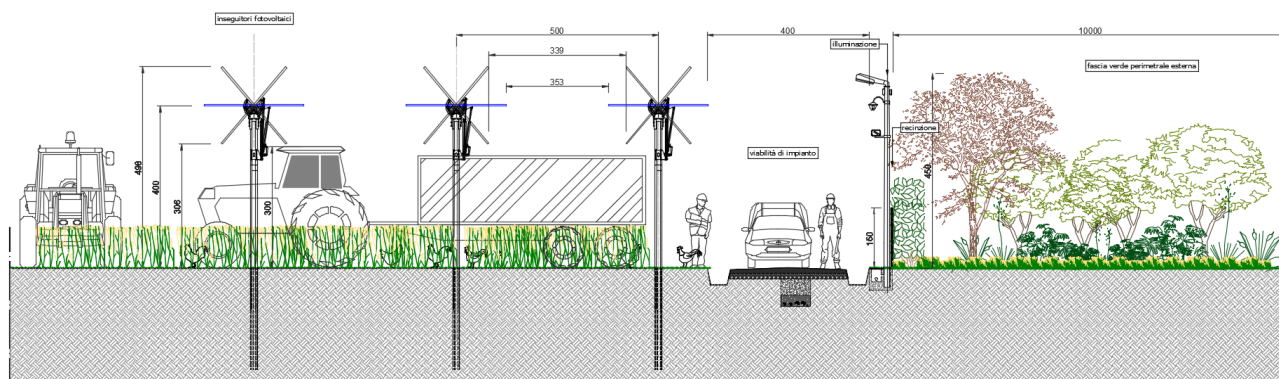 inseguitori fotovoltaici
500
400
10000
illuminazione
339
fascia verde perimetrale esterna
353
recinzione
viabilità di impianto
498
400
306
300
160
450